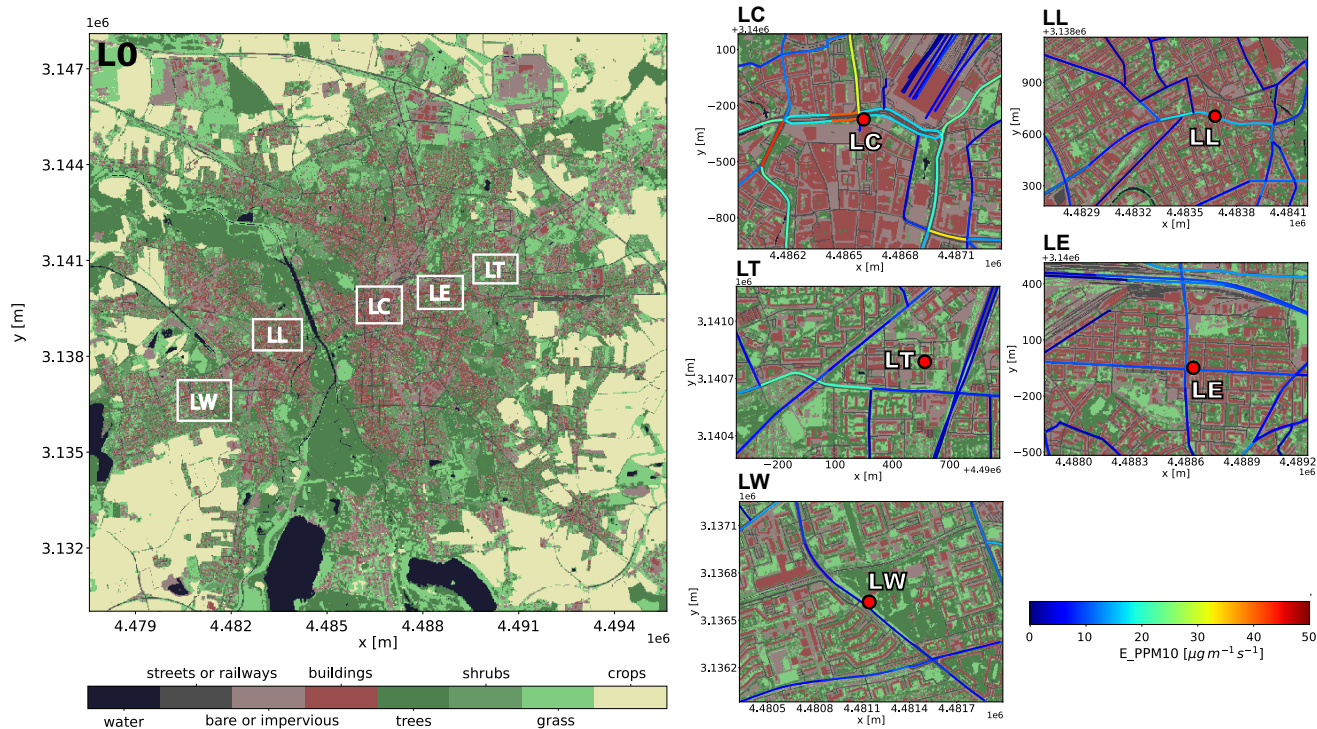 1e6
L0
3.147
3.144
3.141
3.138
3.135
3.132
y [m]
LT
LE
LC
LL
LW
4.479 4.482 4.485 4.488 4.491 4.494
1e6
x [m]
streets or railways buildings shrubs crops
water bare or impervious trees grass
LC
+3.14e6
100
−200
−500
−800
y [m]
LC
4.4862 4.4865 4.4868 4.4871
x [m]
1e6
LL
+3.138e6
900
600
300
y [m]
LL
4.4829 4.4832 4.4835 4.4838 4.4841
x [m]
1e6
LT
1e6
3.1410
3.1407
3.1404
y [m]
LT
−200 100 400 700
x [m]
+4.49e6
LE
+3.14e6
400
100
−200
−500
y [m]
LE
4.4880 4.4883 4.4886 4.4889 4.4892
x [m]
1e6
LW
1e6
3.1371
3.1368
3.1365
3.1362
y [m]
LW
4.4805 4.4808 4.4811 4.4814 4.4817
x [m]
1e6
0 10 20 30 40 50
E_PPM10 [μg m⁻¹ s⁻¹]